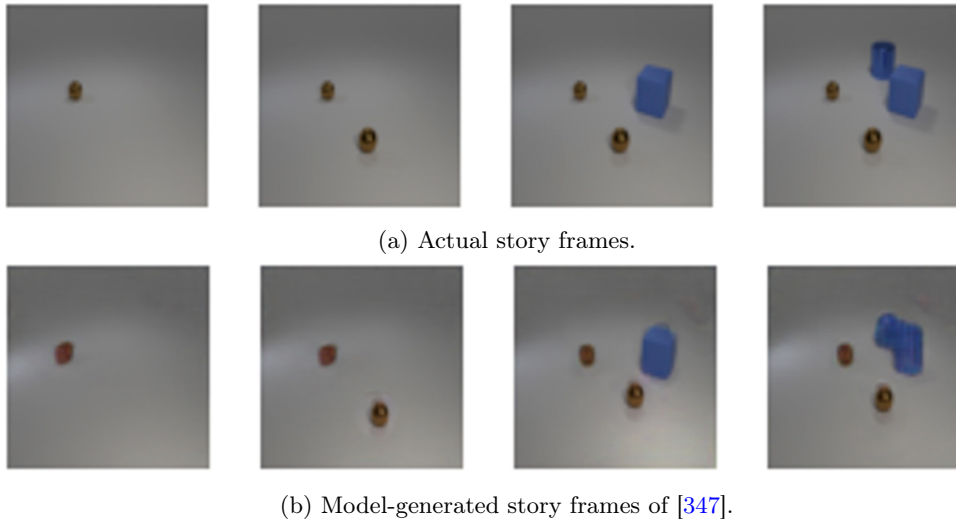 (a) Actual story frames.
(b) Model-generated story frames of [347].